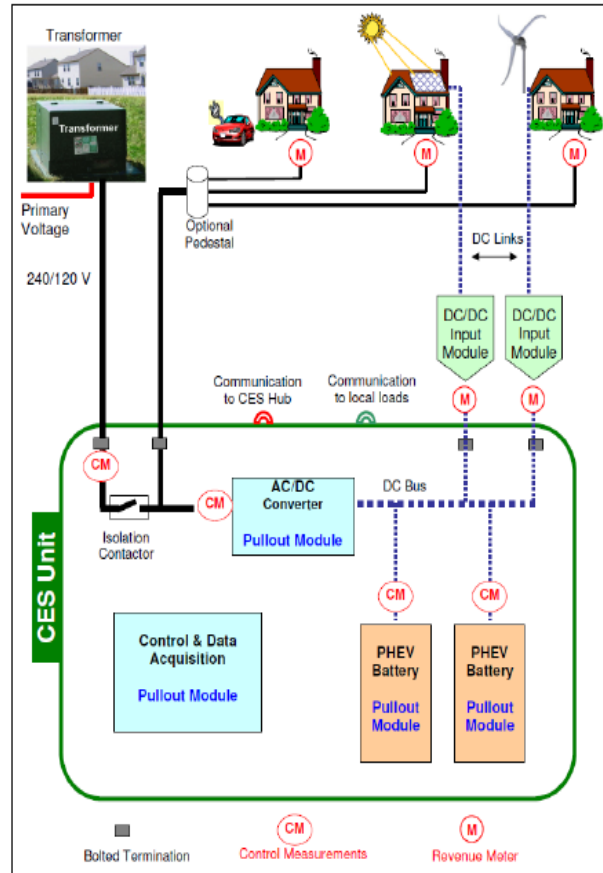 Transformer
Transformer
Primary
Voltage
240/120 V
M
M
M
Optional
Pedestal
DC Links
DC/DC
Input
Module
DC/DC
Input
Module
Communication
to CES Hub
Communication
to local loads
M
M
CM
CM
Isolation
Contactor
AC/DC
Converter
Pullout Module
DC Bus
CES Unit
CM
CM
Control & Data
Acquisition
Pullout Module
PHEV
Battery
Pullout
Module
PHEV
Battery
Pullout
Module
Bolted Termination
CM
Control Measurements
M
Revenue Meter